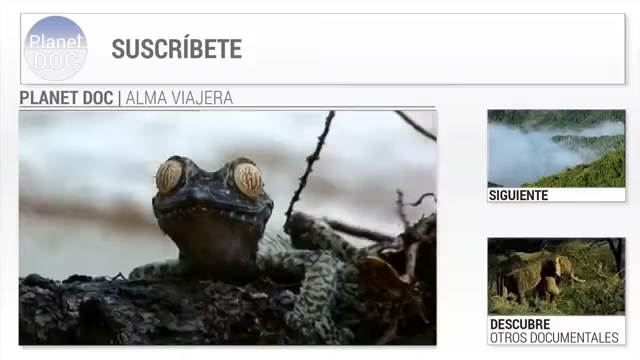 Planet
DOC
SUSCRÍBETE
PLANET DOC | ALMA VIAJERA
SIGUIENTE
DESCUBRE
OTROS DOCUMENTALES